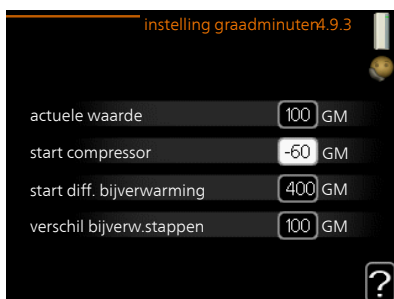 instelling graadminuten4.9.3
actuele waarde 100 GM
start compressor -60 GM
start diff. bijverwarming 400 GM
verschil bijverw.stappen 100 GM
?